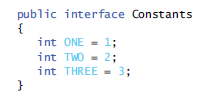 public interface Constants
{
int ONE = 1;
int TWO = 2;
int THREE = 3;
}